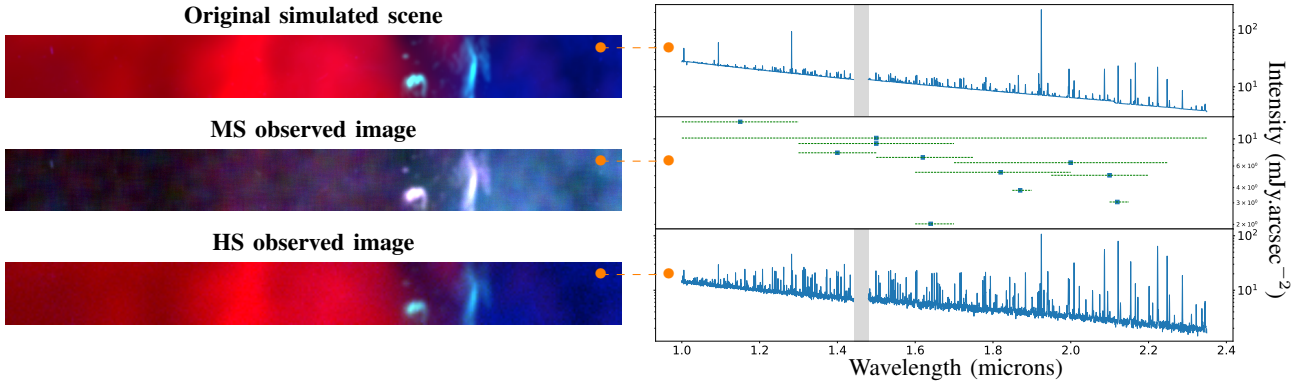 Original simulated scene
MS observed image
HS observed image
10²
10¹
10¹
6 × 10⁰
4 × 10⁰
3 × 10⁰
2 × 10⁰
10²
10¹
Intensity (mJy.arcsec⁻²)
1.0 1.2 1.4 1.6 1.8 2.0 2.2 2.4
Wavelength (microns)